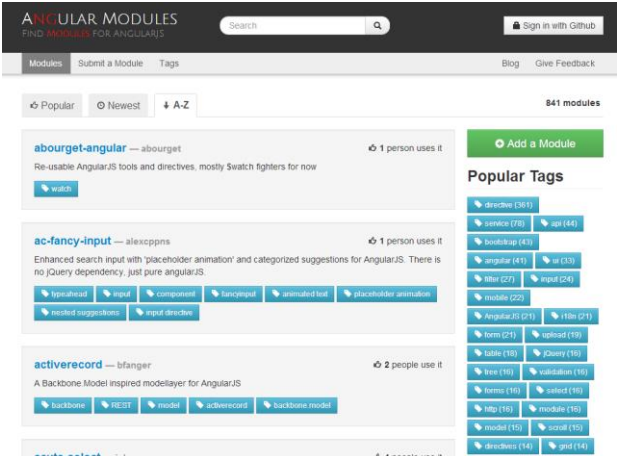 ANGULAR MODULES
FIND MODULES FOR ANGULARJS
Search
Sign in with Github
Modules Submit a Module Tags
Blog Give Feedback
Popular Newest A-Z
841 modules
abourget-angular — abourget
1 person uses it
Re-usable AngularJS tools and directives, mostly $watch fighters for now
watch
ac-fancy-input — alexcppns
1 person uses it
Enhanced search input with 'placeholder animation' and categorized suggestions for AngularJS. There is
no jQuery dependency, just pure angularJS.
typeahead input component fancyinput animated text placeholder animation
nested suggestions input directive
activerecord — bfanger
2 people use it
A Backbone.Model inspired modellayer for AngularJS
backbone REST model activerecord backbone.model
Add a Module
Popular Tags
directive (361)
service (78) api (44)
bootstrap (43)
angular (41) ui (33)
filter (27) input (24)
mobile (22)
AngularJS (21) i18n (21)
form (21) upload (19)
table (18) jQuery (16)
tree (16) validation (16)
forms (16) select (16)
http (16) module (16)
model (15) scroll (15)
directives (14) grid (14)